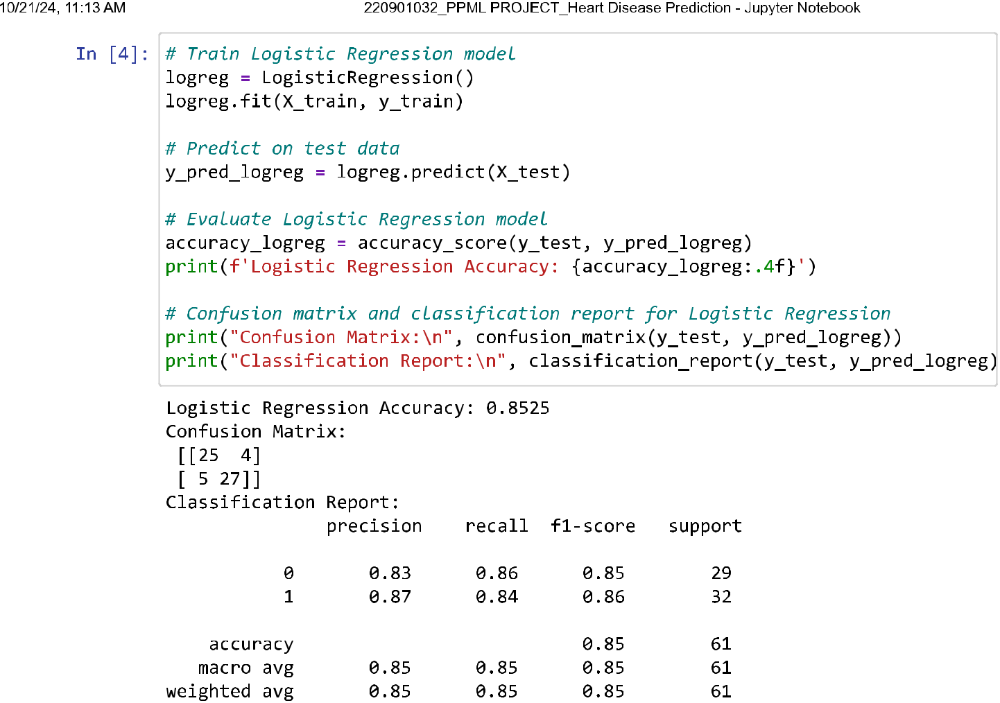 10/21/24, 11:13 AM 220901032_PPML PROJECT_Heart Disease Prediction - Jupyter Notebook
In [4]: # Train Logistic Regression model
logreg = LogisticRegression()
logreg.fit(X_train, y_train)

# Predict on test data
y_pred_logreg = logreg.predict(X_test)

# Evaluate Logistic Regression model
accuracy_logreg = accuracy_score(y_test, y_pred_logreg)
print(f'Logistic Regression Accuracy: {accuracy_logreg:.4f}')

# Confusion matrix and classification report for Logistic Regression
print("Confusion Matrix:\n", confusion_matrix(y_test, y_pred_logreg))
print("Classification Report:\n", classification_report(y_test, y_pred_logreg)

Logistic Regression Accuracy: 0.8525
Confusion Matrix:
 [[25  4]
 [ 5 27]]
Classification Report:
               precision    recall  f1-score   support

           0       0.83      0.86      0.85        29
           1       0.87      0.84      0.86        32

    accuracy                           0.85        61
   macro avg       0.85      0.85      0.85        61
weighted avg       0.85      0.85      0.85        61